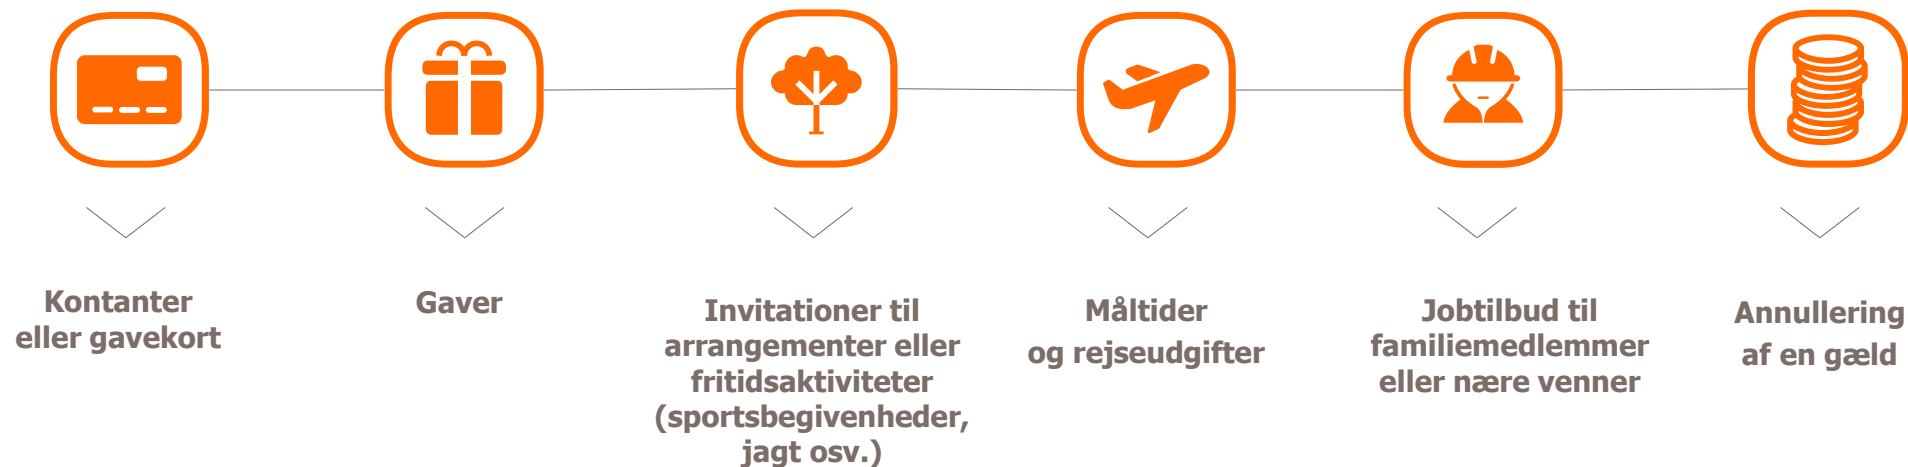 Kontanter
eller gavekort
Gaver
Invitationer til
arrangementer eller
fritidsaktiviteter
(sportsbegivenheder,
jagt osv.)
Måltider
og rejseudgifter
Jobtilbud til
familiemedlemmer
eller nære venner
Annullering
af en gæld